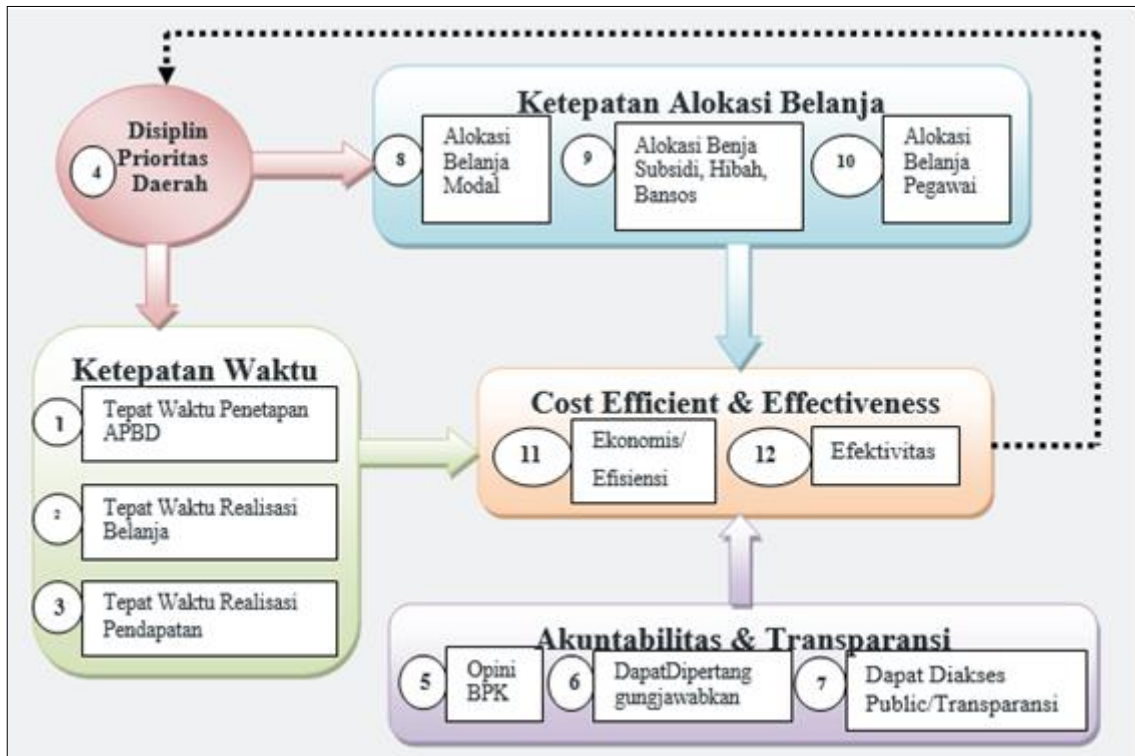 Disiplin
Prioritas
4
Daerah
Ketepatan Alokasi Belanja
8
Alokasi
Belanja
Modal
9
Alokasi Benja
Subsidi, Hibah,
Bansos
10
Alokasi
Belanja
Pegawai
Ketepatan Waktu
1
Tepat Waktu Penetapan
APBD
2
Tepat Waktu Realisasi
Belanja
3
Tepat Waktu Realisasi
Pendapatan
Cost Efficient & Effectiveness
11
Ekonomis/
Efisiensi
12
Efektivitas
Akuntabilitas & Transparansi
5
Opini
BPK
6
DapatDipertang
gungjawabkan
7
Dapat Diakses
Public/Transparansi